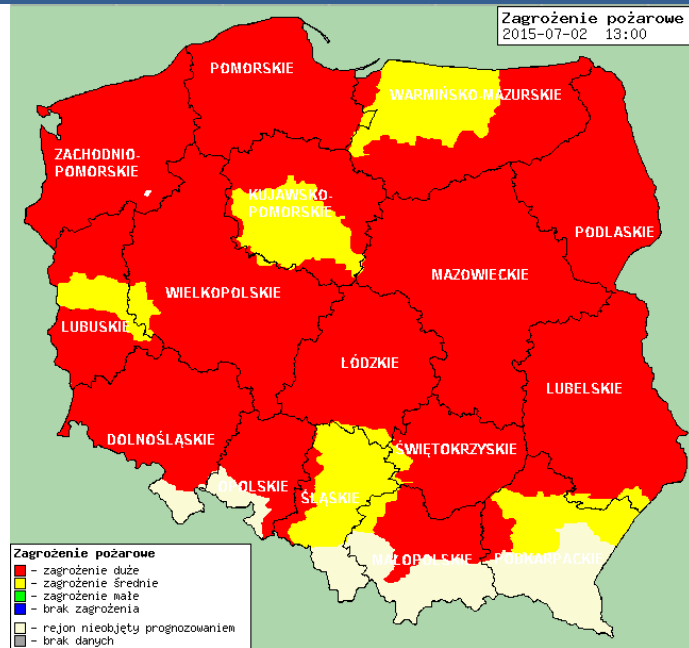 Zagrożenie pożarowe
2015-07-02 13:00
POMORSKIE
WARMIŃSKO-MAZURSKIE
ZACHODNIO-
POMORSKIE
KUJAWSKO-
POMORSKIE
PODLASKIE
MAZOWIECKIE
WIELKOPOLSKIE
LUBUSKIE
ŁÓDZKIE
LUBELSKIE
DOLNOŚLĄSKIE
ŚWIĘTOKRZYSKIE
OPOLSKIE
ŚLĄSKIE
MAŁOPOLSKIE
PODKARPACKIE
Zagrożenie pożarowe
- zagrożenie duże
- zagrożenie średnie
- zagrożenie małe
- brak zagrożenia
- rejon nieobjęty prognozowaniem
- brak danych